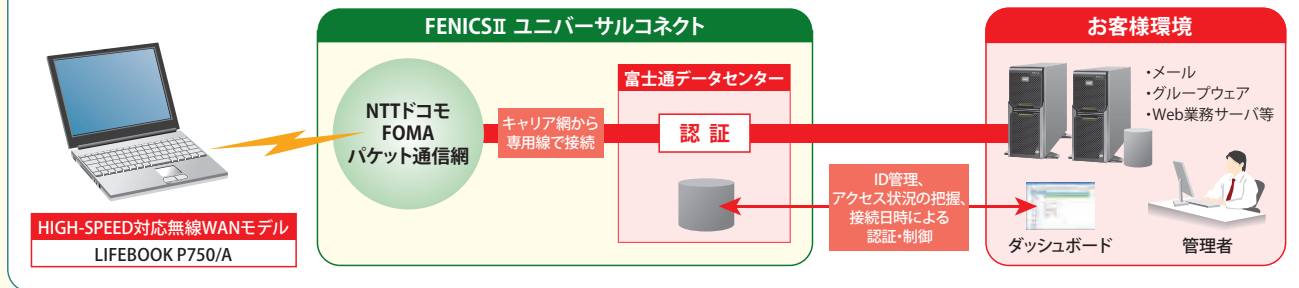 HIGH-SPEED対応無線WANモデル
LIFEBOOK P750/A
FENICSⅡ ユニバーサルコネクト
NTTドコモ
FOMA
パケット通信網
キャリア網から
専用線で接続
富士通データセンター
認 証
ID管理、
アクセス状況の把握、
接続日時による
認証・制御
お客様環境
・メール
・グループウェア
・Web業務サーバ等
ダッシュボード
管理者